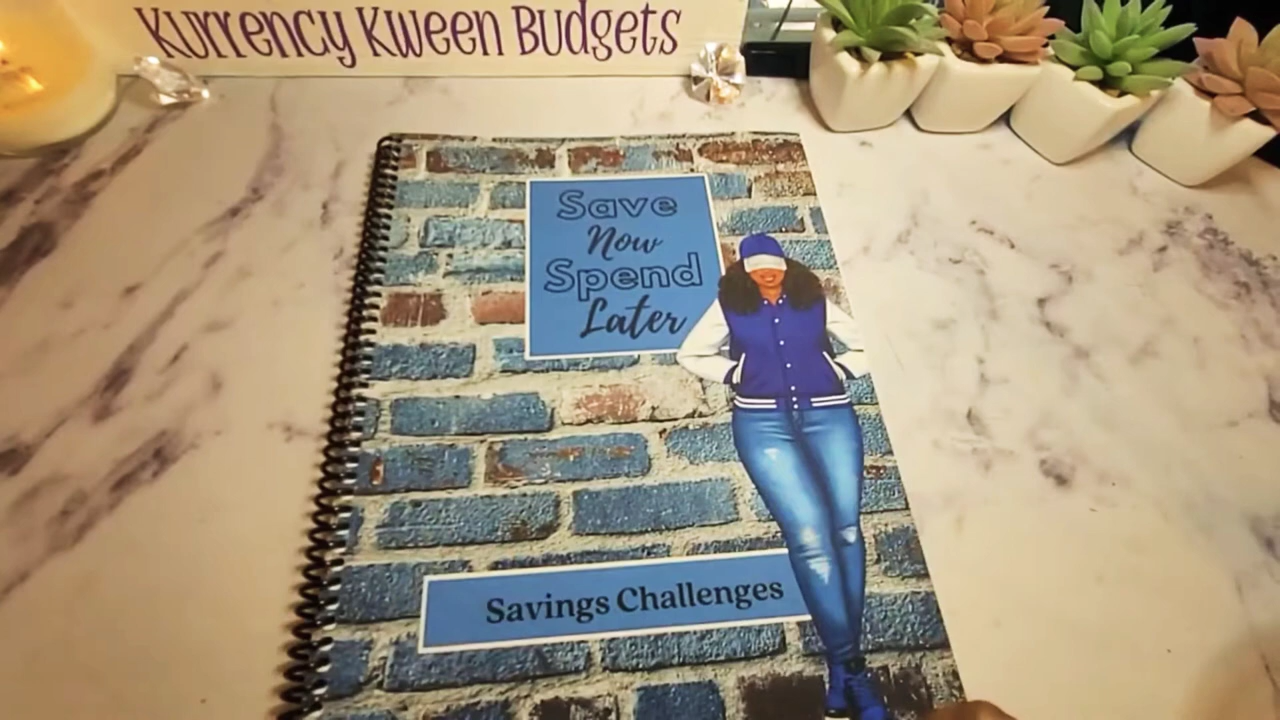 Kurrency Kween Budgets
Save
Now
Spend
Later
Savings Challenges